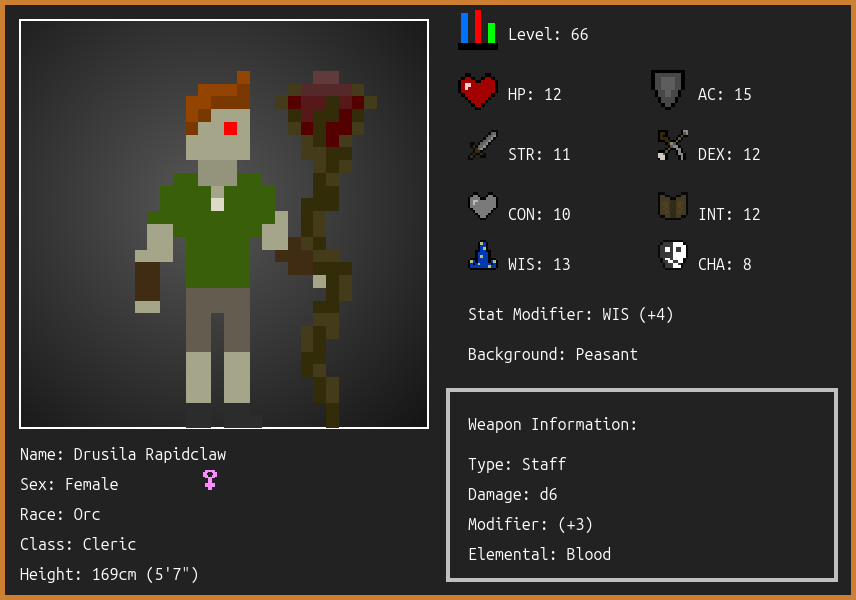 Level: 66
HP: 12
AC: 15
STR: 11
DEX: 12
CON: 10
INT: 12
WIS: 13
CHA: 8
Stat Modifier: WIS (+4)
Background: Peasant
Weapon Information:
Type: Staff
Damage: d6
Modifier: (+3)
Elemental: Blood
Name: Drusila Rapidclaw
Sex: Female
Race: Orc
Class: Cleric
Height: 169cm (5'7")